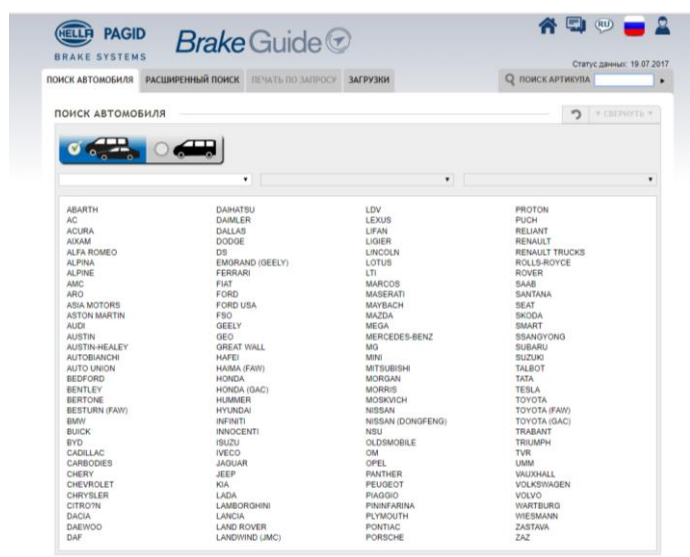 HELLA PAGID
BRAKE SYSTEMS
BrakeGuide
RU
Статус данных: 19.07.2017
ПОИСК АВТОМОБИЛЯ РАСШИРЕННЫЙ ПОИСК ПЕЧАТЬ ПО ЗАПРОСУ ЗАГРУЗКИ ПОИСК АРТИКУЛА
ПОИСК АВТОМОБИЛЯ
СВЕРНУТЬ
ABARTH
AC
ACURA
AIXAM
ALFA ROMEO
ALPINA
ALPINE
AMC
ARO
ASIA MOTORS
ASTON MARTIN
AUDI
AUSTIN
AUSTIN-HEALEY
AUTOBIANCHI
AUTO UNION
BEDFORD
BENTLEY
BERTONE
BESTURN (FAW)
BMW
BUICK
BYD
CADILLAC
CARBODIES
CHERY
CHEVROLET
CHRYSLER
CITRO?N
DACIA
DAEWOO
DAF
DAIHATSU
DAIMLER
DALLAS
DODGE
DS
EMGRAND (GEELY)
FERRARI
FIAT
FORD
FORD USA
FSO
GEELY
GEO
GREAT WALL
HAFEI
HAIMA (FAW)
HONDA
HONDA (GAC)
HUMMER
HYUNDAI
INFINITI
INNOCENTI
ISUZU
IVECO
JAGUAR
JEEP
KIA
LADA
LAMBORGHINI
LANCIA
LAND ROVER
LANDWIND (JMC)
LDV
LEXUS
LIFAN
LIGIER
LINCOLN
LOTUS
LTI
MARCOS
MASERATI
MAYBACH
MAZDA
MEGA
MERCEDES-BENZ
MG
MINI
MITSUBISHI
MORGAN
MORRIS
MOSKVICH
NISSAN
NISSAN (DONGFENG)
NSU
OLDSMOBILE
OM
OPEL
PANTHER
PEUGEOT
PIAGGIO
PININFARINA
PLYMOUTH
PONTIAC
PORSCHE
PROTON
PUCH
RELIANT
RENAULT
RENAULT TRUCKS
ROLLS-ROYCE
ROVER
SAAB
SANTANA
SEAT
SKODA
SMART
SSANGYONG
SUBARU
SUZUKI
TALBOT
TATA
TESLA
TOYOTA
TOYOTA (FAW)
TOYOTA (GAC)
TRABANT
TRIUMPH
TVR
UMM
VAUXHALL
VOLKSWAGEN
VOLVO
WARTBURG
WIESMANN
ZASTAVA
ZAZ